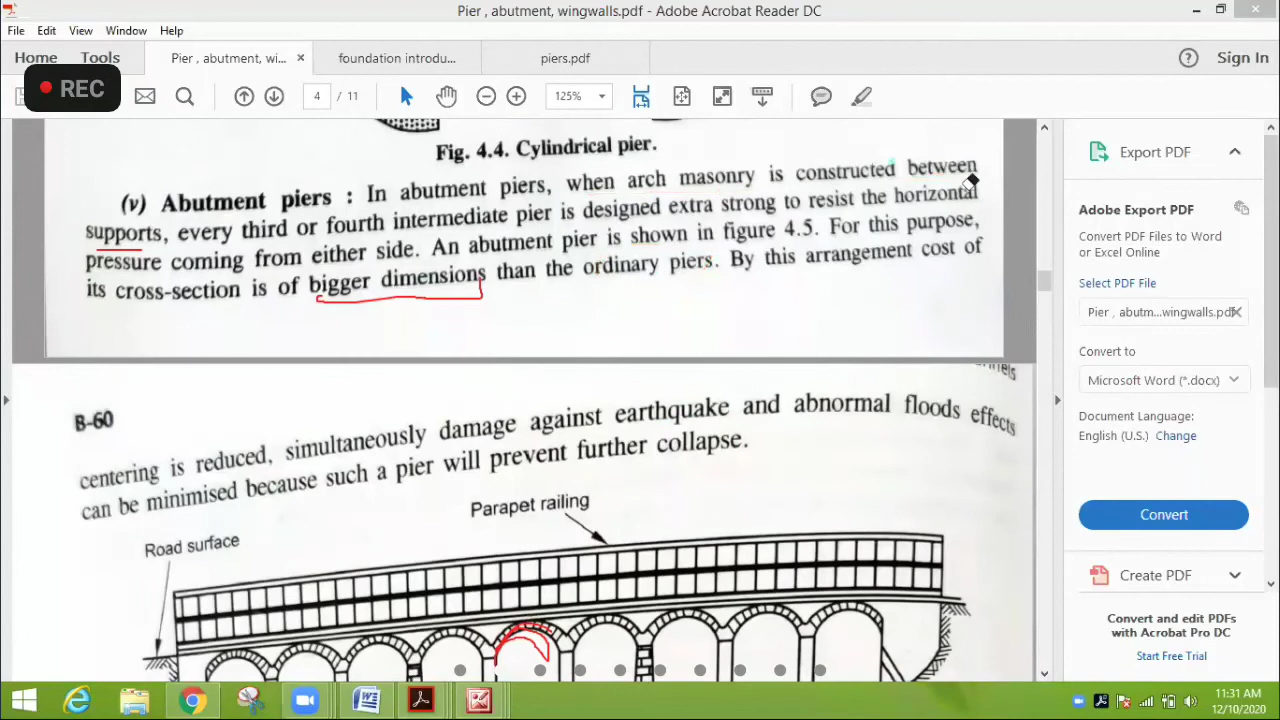 Pier , abutment, wingwalls.pdf - Adobe Acrobat Reader DC
File Edit View Window Help
Home Tools Pier , abutment, wi... × foundation introdu... piers.pdf Sign In
REC 4 / 11 125%
Fig. 4.4. Cylindrical pier.
(v) Abutment piers : In abutment piers, when arch masonry is constructed between
supports, every third or fourth intermediate pier is designed extra strong to resist the horizontal
pressure coming from either side. An abutment pier is shown in figure 4.5. For this purpose,
its cross-section is of bigger dimensions than the ordinary piers. By this arrangement cost of
B-60
centering is reduced, simultaneously damage against earthquake and abnormal floods effects
can be minimised because such a pier will prevent further collapse.
Parapet railing
Road surface
Export PDF
Adobe Export PDF
Convert PDF Files to Word
or Excel Online
Select PDF File
Pier , abutm...wingwalls.pdf
Convert to
Microsoft Word (*.docx)
Document Language:
English (U.S.) Change
Convert
Create PDF
Convert and edit PDFs
with Acrobat Pro DC
Start Free Trial
11:31 AM
12/10/2020